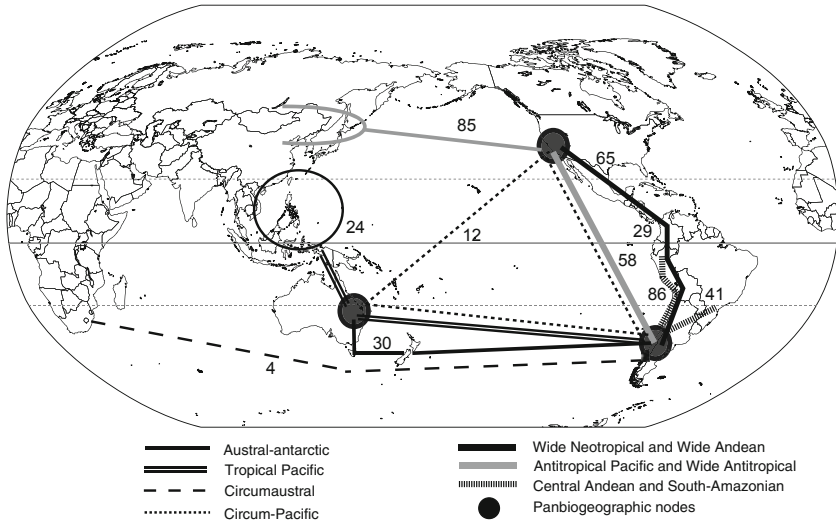 85
65
24
12
29
58
86
41
30
4
Austral-antarctic
Tropical Pacific
Circumaustral
Circum-Pacific
Wide Neotropical and Wide Andean
Antitropical Pacific and Wide Antitropical
Central Andean and South-Amazonian
Panbiogeographic nodes